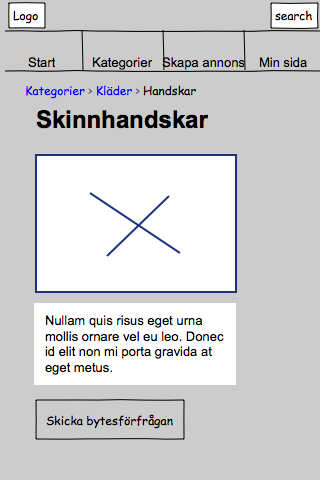 Logo
search
Start Kategorier Skapa annons Min sida
Kategorier > Kläder > Handskar
Skinnhandskar
Nullam quis risus eget urna
mollis ornare vel eu leo. Donec
id elit non mi porta gravida at
eget metus.
Skicka bytesförfrågan